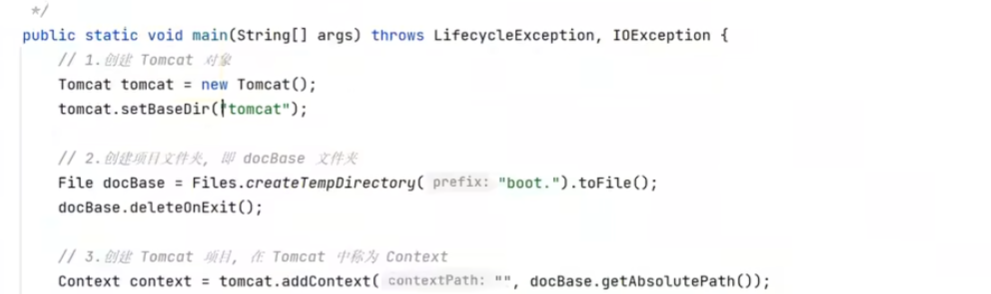 */
public static void main(String[] args) throws LifecycleException, IOException {
// 1.创建 Tomcat 对象
Tomcat tomcat = new Tomcat();
tomcat.setBaseDir("tomcat");
// 2.创建项目文件夹, 即 docBase 文件夹
File docBase = Files.createTempDirectory( prefix: "boot.").toFile();
docBase.deleteOnExit();
// 3.创建 Tomcat 项目, 在 Tomcat 中称为 Context
Context context = tomcat.addContext( contextPath: "", docBase.getAbsolutePath());